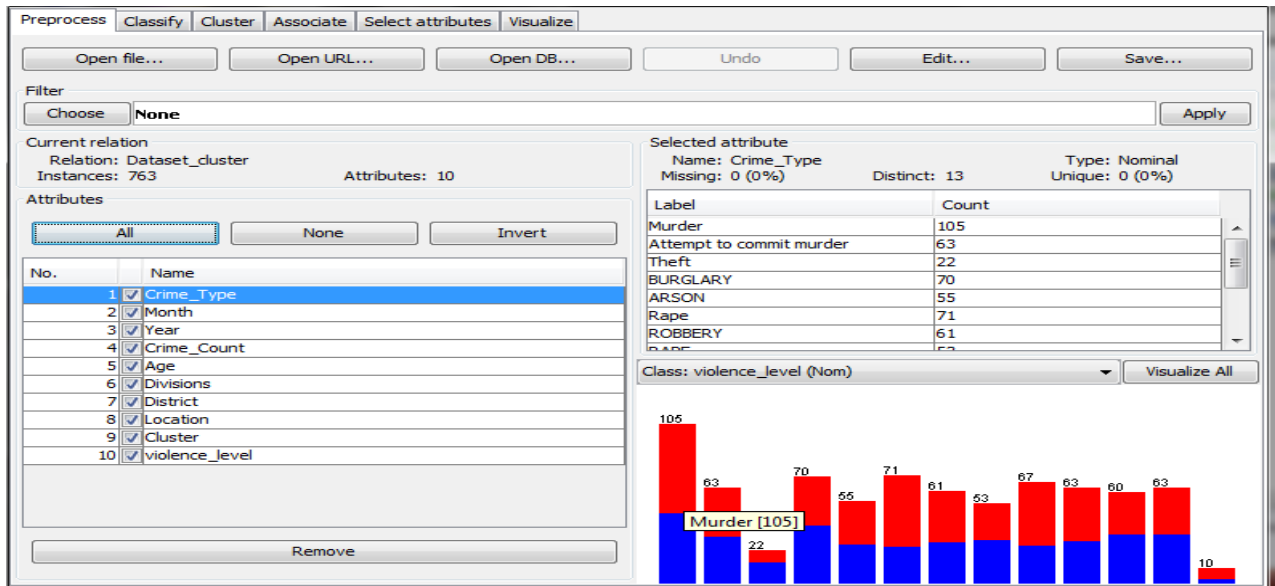 Preprocess Classify Cluster Associate Select attributes Visualize
Open file... Open URL... Open DB... Undo Edit... Save...
Filter
Choose None Apply
Current relation
Relation: Dataset_cluster
Instances: 763 Attributes: 10
Attributes
All None Invert
No. Name
1 Crime_Type
2 Month
3 Year
4 Crime_Count
5 Age
6 Divisions
7 District
8 Location
9 Cluster
10 violence_level
Remove
Selected attribute
Name: Crime_Type Type: Nominal
Missing: 0 (0%) Distinct: 13 Unique: 0 (0%)
Label Count
Murder 105
Attempt to commit murder 63
Theft 22
BURGLARY 70
ARSON 55
Rape 71
ROBBERY 61
Class: violence_level (Nom) Visualize All
105 63 22 70 55 71 61 53 67 63 60 63 10
Murder [105]